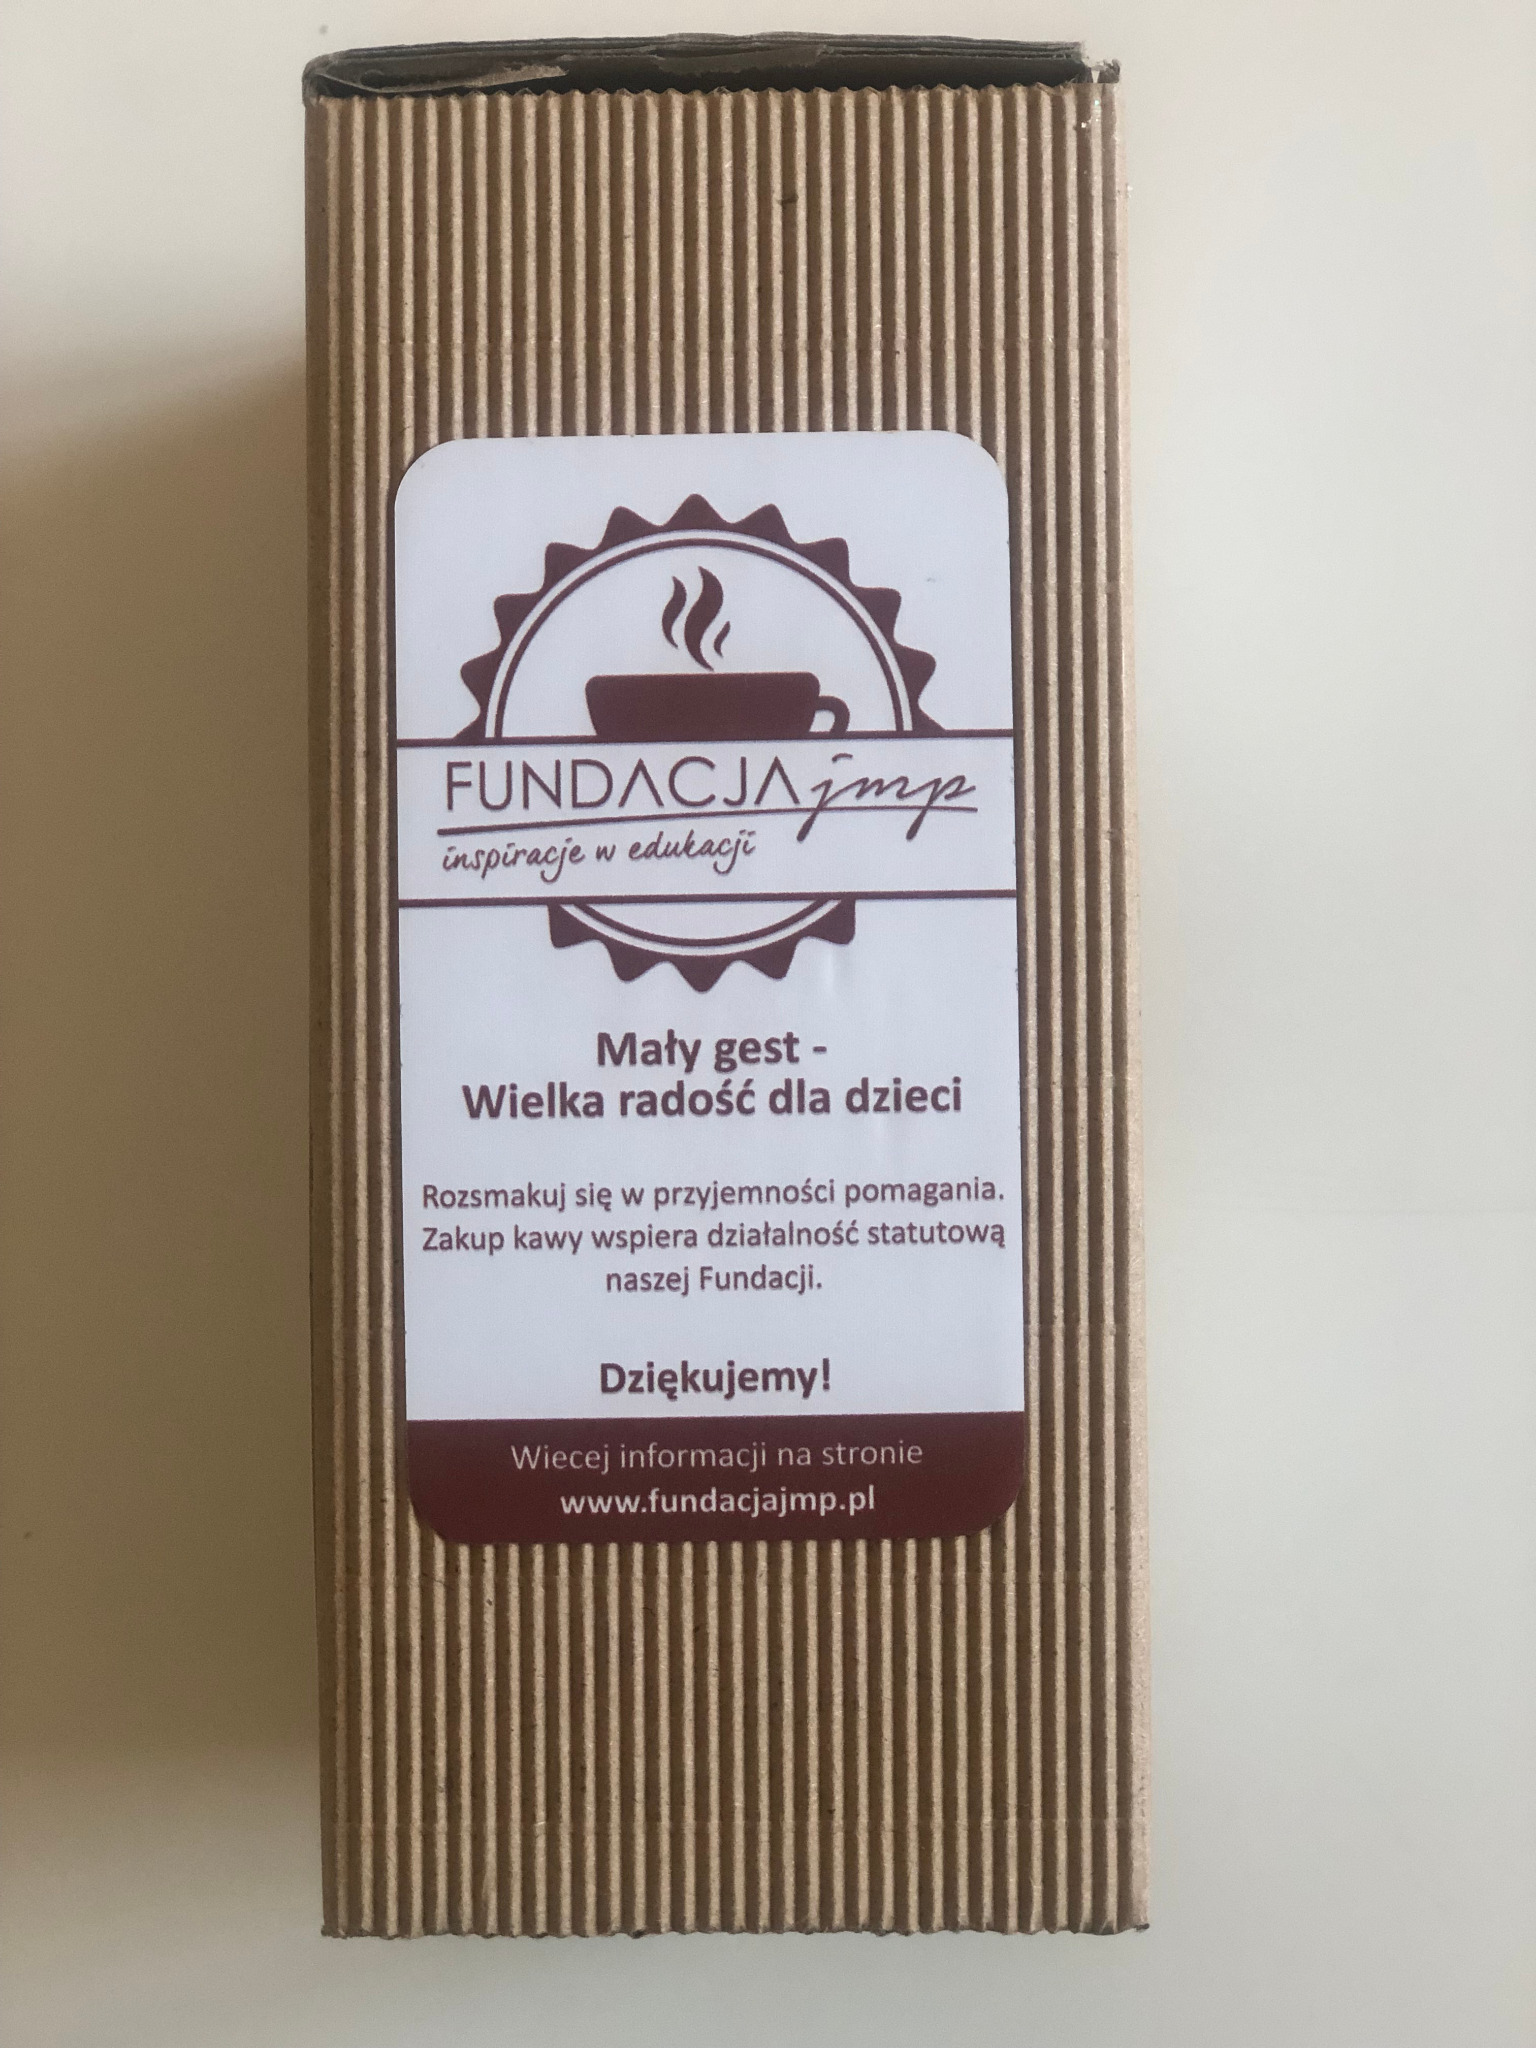 FUNDACJA jmp
inspiracje w edukacji
Mały gest -
Wielka radość dla dzieci
Rozsmakuj się w przyjemności pomagania.
Zakup kawy wspiera działalność statutową
naszej Fundacji.
Dziękujemy!
Wiecej informacji na stronie
www.fundacjajmp.pl